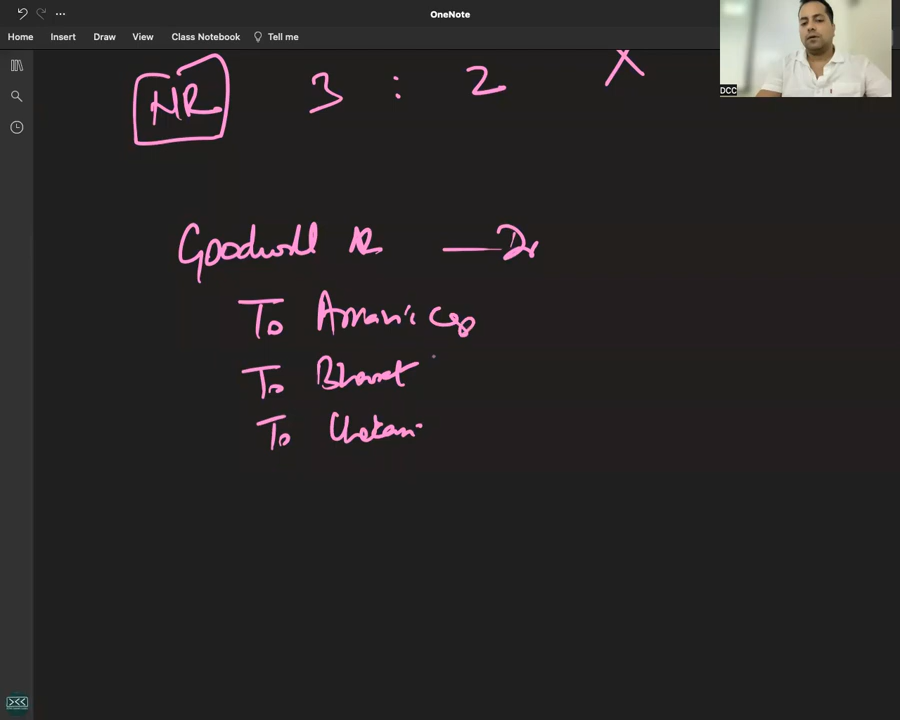 OneNote
Home Insert Draw View Class Notebook Tell me
DCC
NR 3 : 2 X
Goodwill A/c —Dr
To Aman's Cap
To Bharat
To Chetan